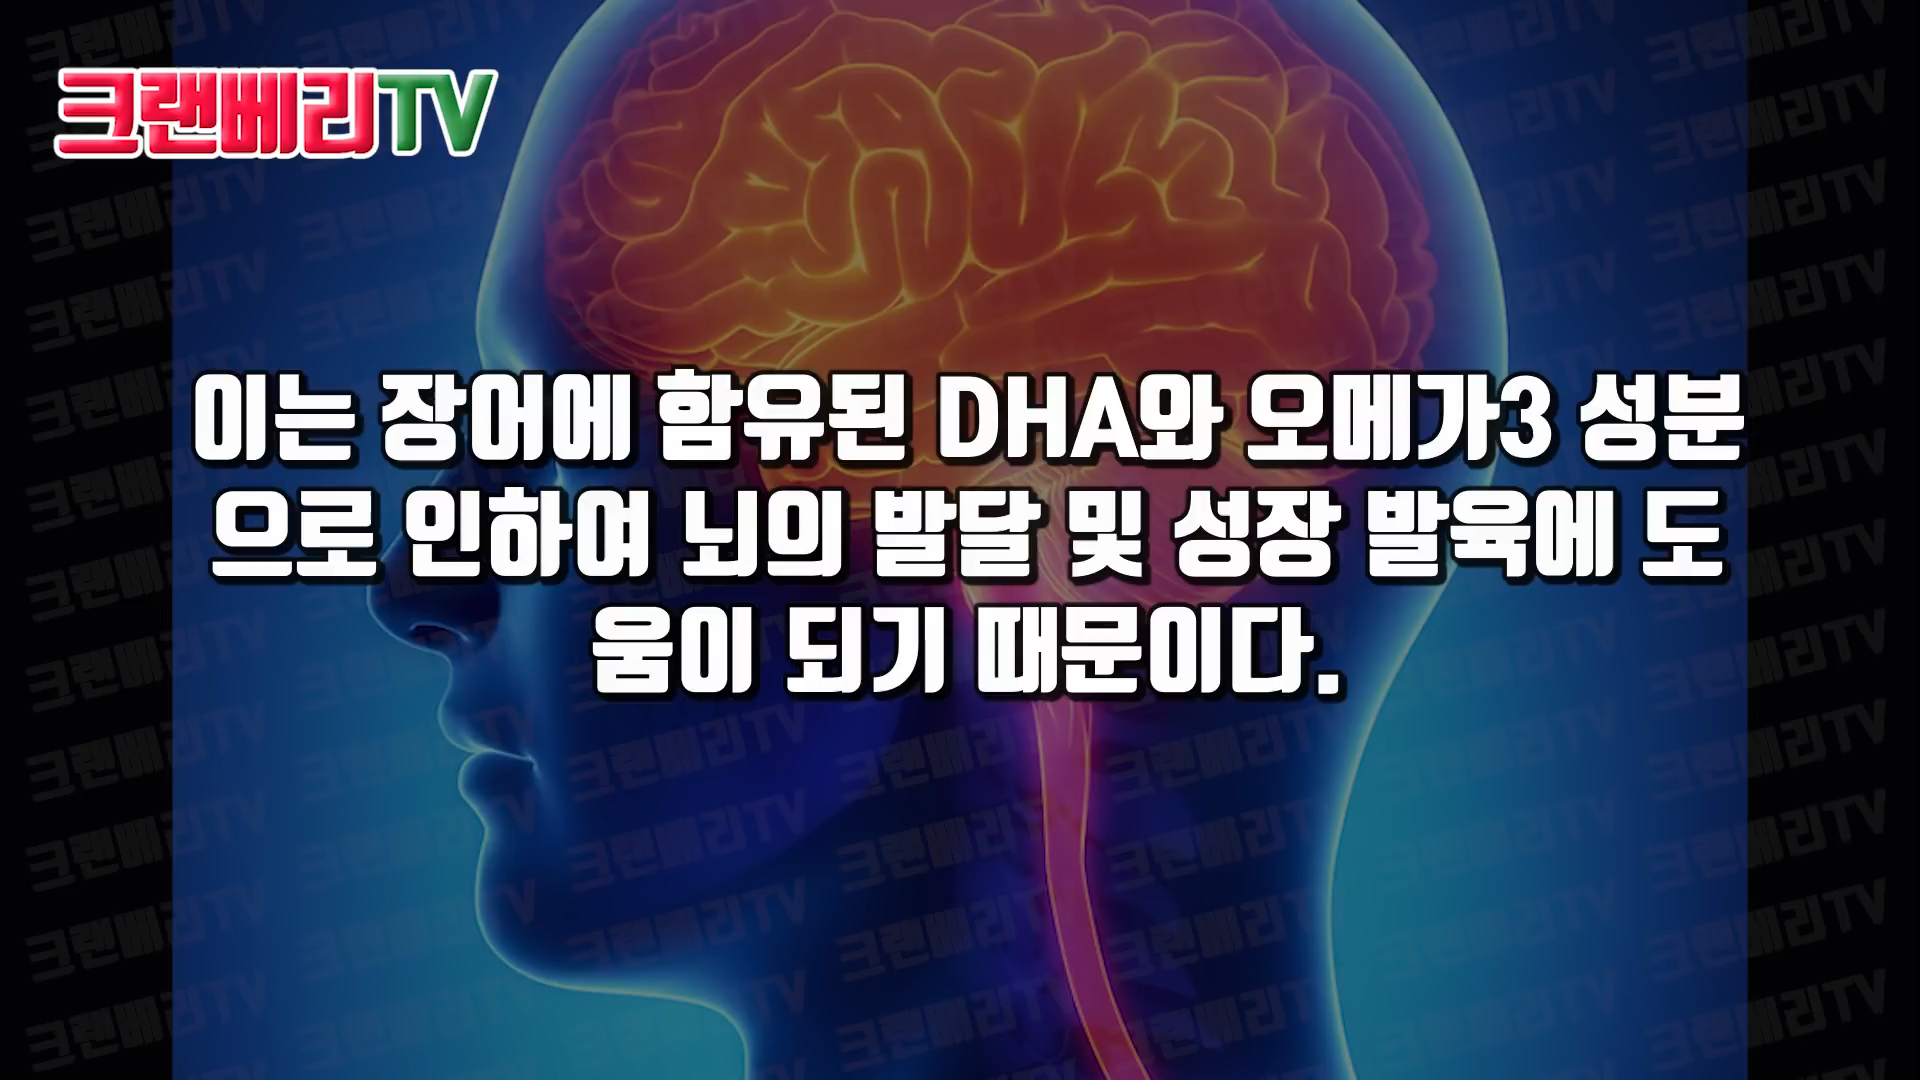 크랜베리TV
이는 장어에 함유된 DHA와 오메가3 성분
으로 인하여 뇌의 발달 및 성장 발육에 도
움이 되기 때문이다.